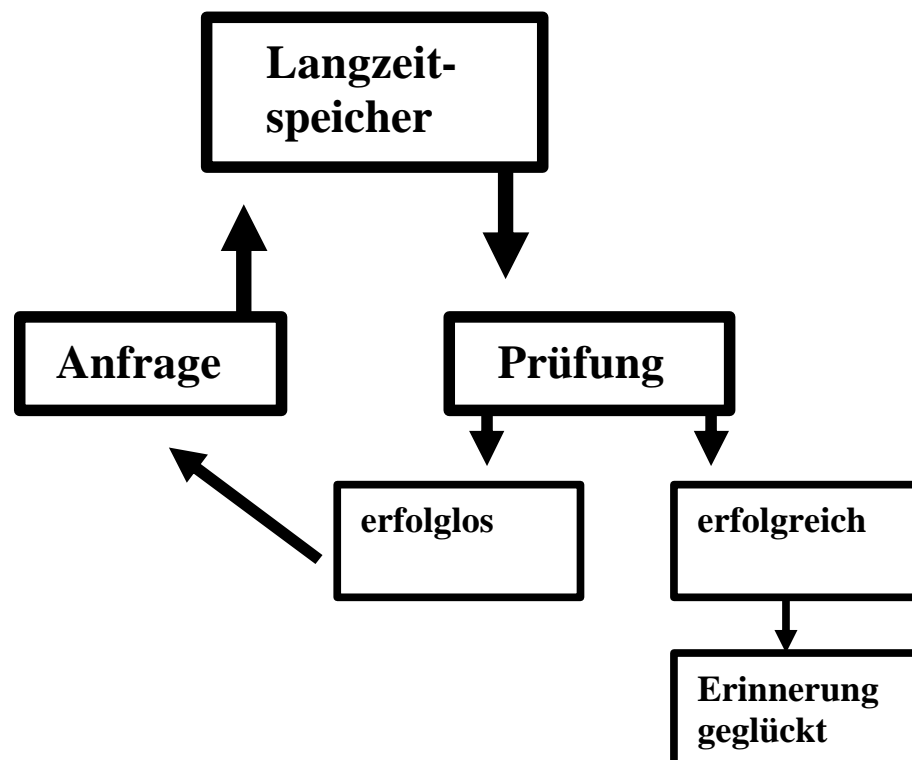 Langzeit-
speicher
Anfrage
Prüfung
erfolglos
erfolgreich
Erinnerung
geglückt